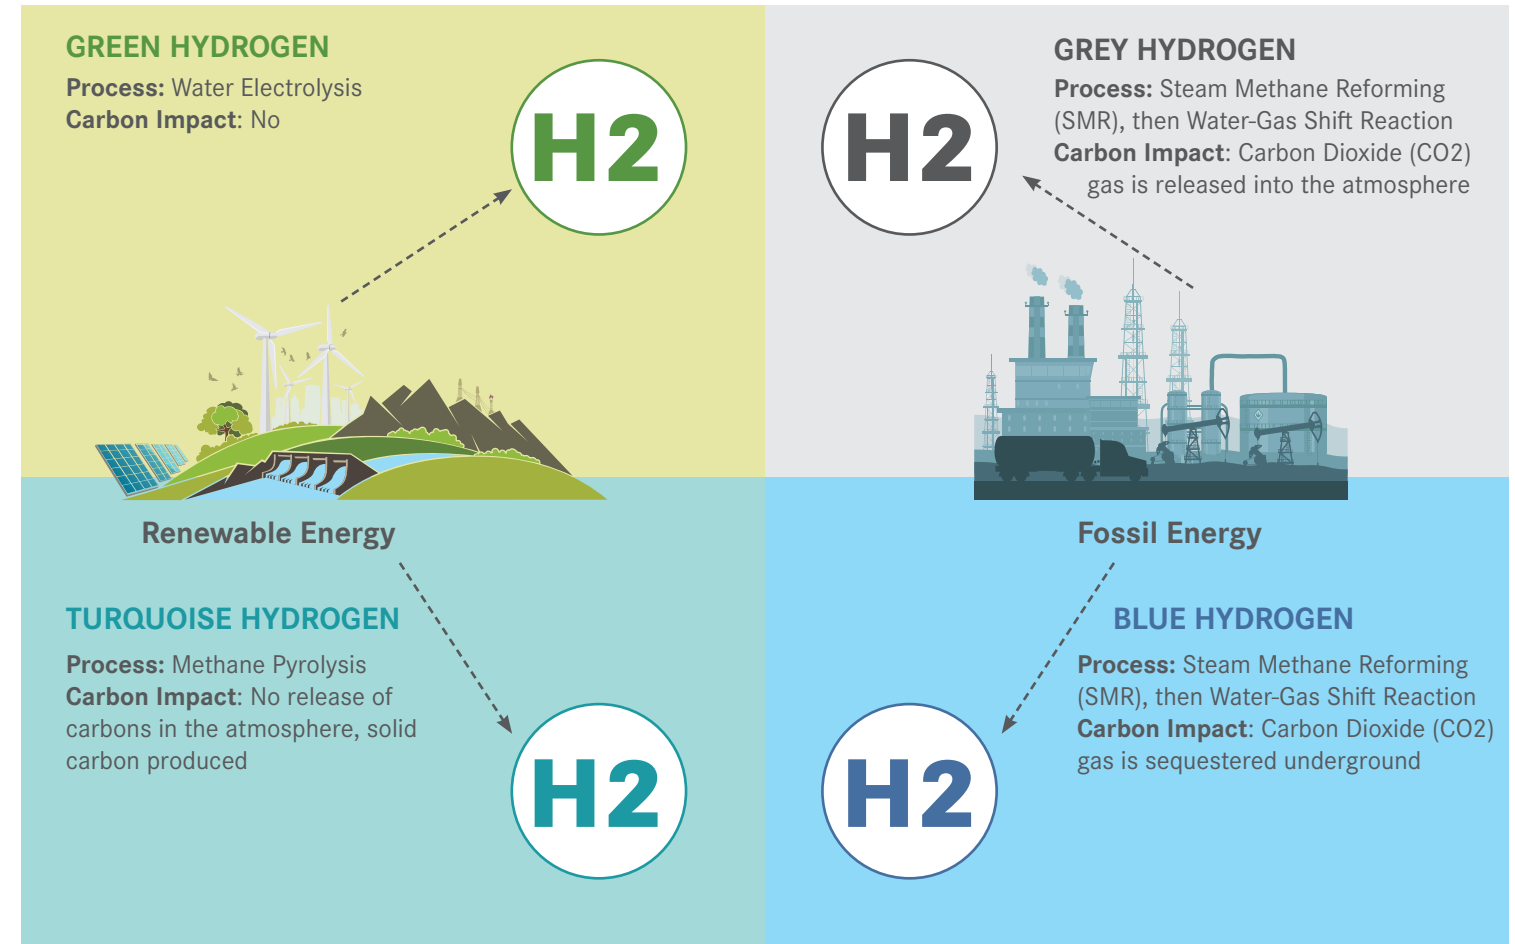 GREEN HYDROGEN
Process: Water Electrolysis
Carbon Impact: No
H2
GREY HYDROGEN
Process: Steam Methane Reforming
(SMR), then Water-Gas Shift Reaction
Carbon Impact: Carbon Dioxide (CO2)
gas is released into the atmosphere
H2
Renewable Energy
Fossil Energy
TURQUOISE HYDROGEN
Process: Methane Pyrolysis
Carbon Impact: No release of
carbons in the atmosphere, solid
carbon produced
H2
BLUE HYDROGEN
Process: Steam Methane Reforming
(SMR), then Water-Gas Shift Reaction
Carbon Impact: Carbon Dioxide (CO2)
gas is sequestered underground
H2